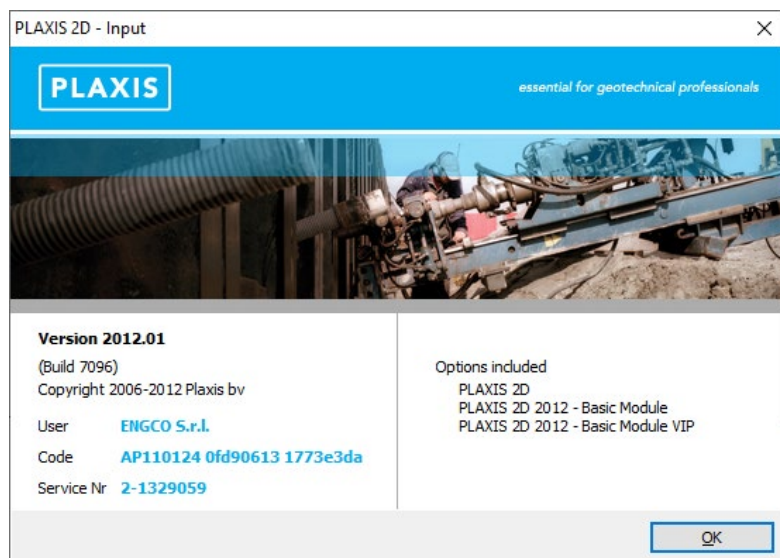 PLAXIS 2D - Input
PLAXIS
essential for geotechnical professionals
Version 2012.01
(Build 7096)
Copyright 2006-2012 Plaxis bv
User ENGCO S.r.l.
Code AP110124 0fd90613 1773e3da
Service Nr 2-1329059
Options included
PLAXIS 2D
PLAXIS 2D 2012 - Basic Module
PLAXIS 2D 2012 - Basic Module VIP
OK